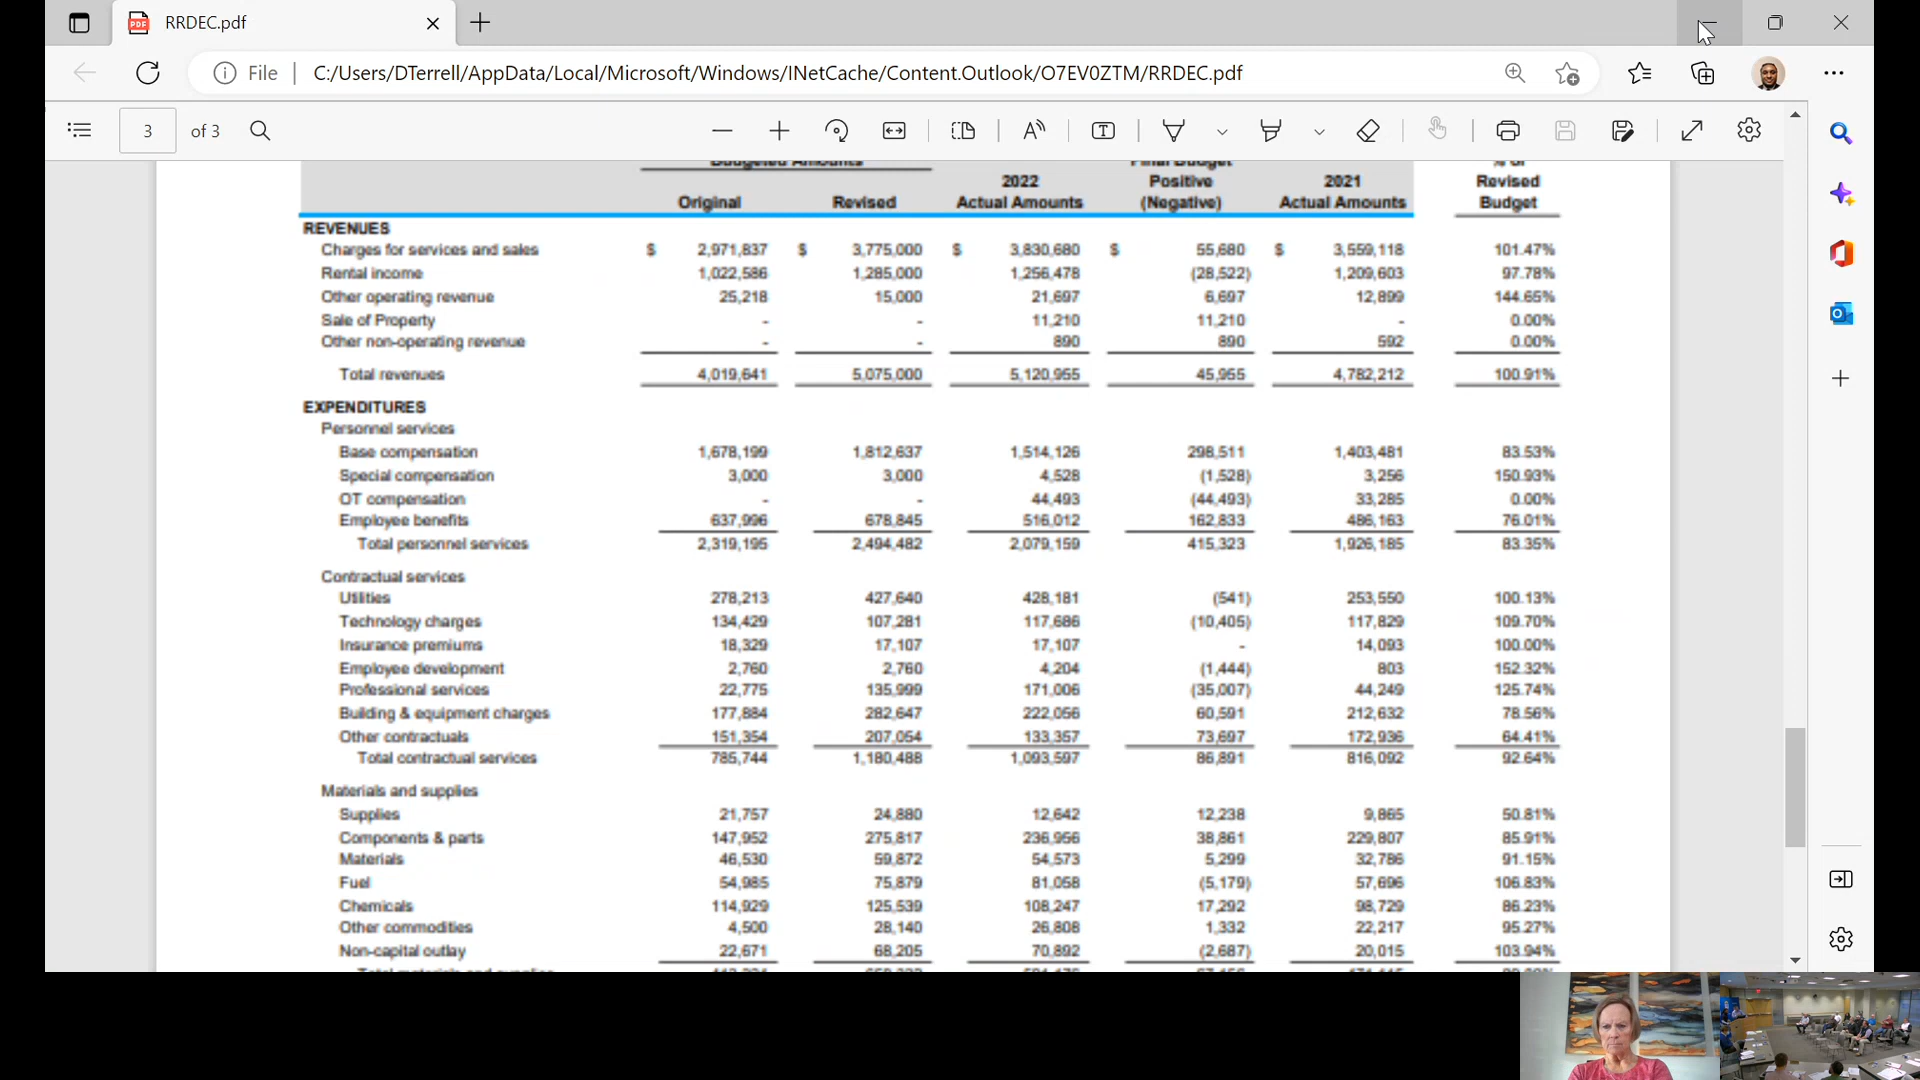 RRDEC.pdf
File C:/Users/DTerrell/AppData/Local/Microsoft/Windows/INetCache/Content.Outlook/O7EV0ZTM/RRDEC.pdf
3 of 3
Budgeted Amounts Final Budget % of
2022 Positive 2021 Revised
Original Revised Actual Amounts (Negative) Actual Amounts Budget
REVENUES
Charges for services and sales $ 2,971,837 $ 3,775,000 $ 3,830,680 $ 55,680 $ 3,559,118 101.47%
Rental income 1,022,586 1,285,000 1,256,478 (28,522) 1,209,603 97.78%
Other operating revenue 25,218 15,000 21,697 6,697 12,899 144.65%
Sale of Property - - 11,210 11,210 - 0.00%
Other non-operating revenue - - 890 890 592 0.00%
Total revenues 4,019,641 5,075,000 5,120,955 45,955 4,782,212 100.91%
EXPENDITURES
Personnel services
Base compensation 1,678,199 1,812,637 1,514,126 298,511 1,403,481 83.53%
Special compensation 3,000 3,000 4,528 (1,528) 3,256 150.93%
OT compensation - - 44,493 (44,493) 33,285 0.00%
Employee benefits 637,996 678,845 516,012 162,833 486,163 76.01%
Total personnel services 2,319,195 2,494,482 2,079,159 415,323 1,926,185 83.35%
Contractual services
Utilities 278,213 427,640 428,181 (541) 253,550 100.13%
Technology charges 134,429 107,281 117,686 (10,405) 117,829 109.70%
Insurance premiums 18,329 17,107 17,107 - 14,093 100.00%
Employee development 2,760 2,760 4,204 (1,444) 803 152.32%
Professional services 22,775 135,999 171,006 (35,007) 44,249 125.74%
Building & equipment charges 177,884 282,647 222,056 60,591 212,632 78.56%
Other contractuals 151,354 207,054 133,357 73,697 172,936 64.41%
Total contractual services 785,744 1,180,488 1,093,597 86,891 816,092 92.64%
Materials and supplies
Supplies 21,757 24,880 12,642 12,238 9,865 50.81%
Components & parts 147,952 275,817 236,956 38,861 229,807 85.91%
Materials 46,530 59,872 54,573 5,299 32,786 91.15%
Fuel 54,985 75,879 81,058 (5,179) 57,696 106.83%
Chemicals 114,929 125,539 108,247 17,292 98,729 86.23%
Other commodities 4,500 28,140 26,808 1,332 22,217 95.27%
Non-capital outlay 22,671 68,205 70,892 (2,687) 20,015 103.94%
Total materials and supplies